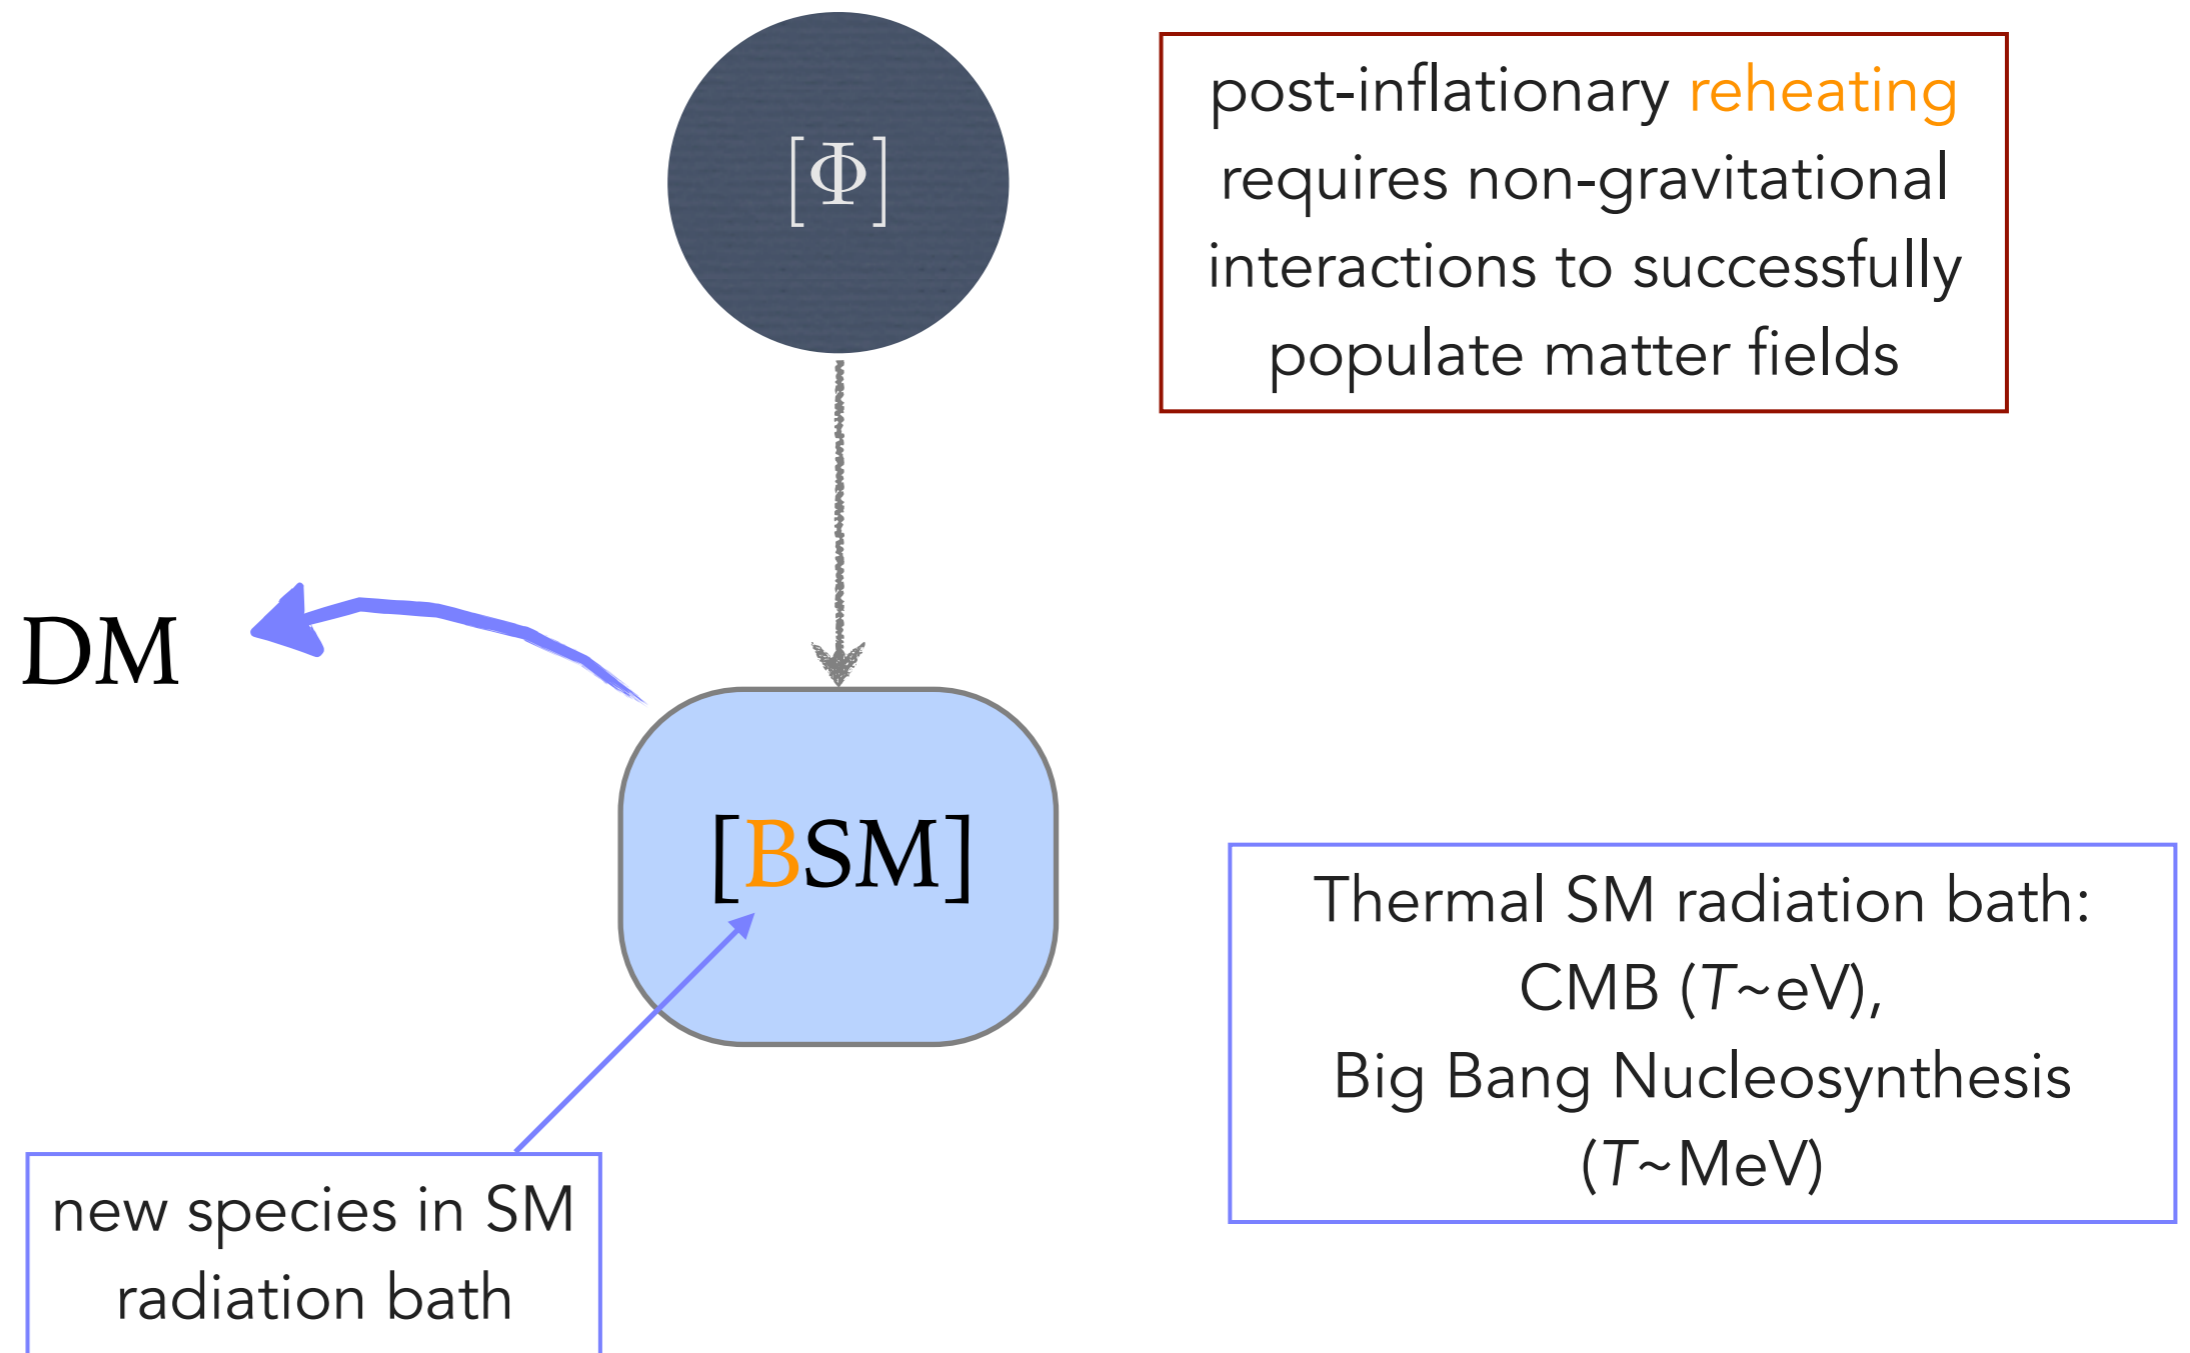 [Φ]
post-inflationary reheating
requires non-gravitational
interactions to successfully
populate matter fields
DM
[BSM]
Thermal SM radiation bath:
CMB (T~eV),
Big Bang Nucleosynthesis
(T~MeV)
new species in SM
radiation bath